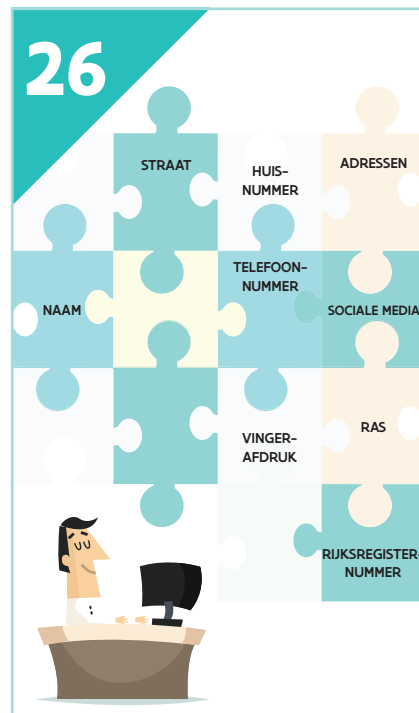 26
STRAAT
HUIS-
NUMMER
ADRESSEN
NAAM
TELEFOON-
NUMMER
SOCIALE MEDIA
VINGER-
AFDRUK
RAS
RIJKSREGISTER-
NUMMER